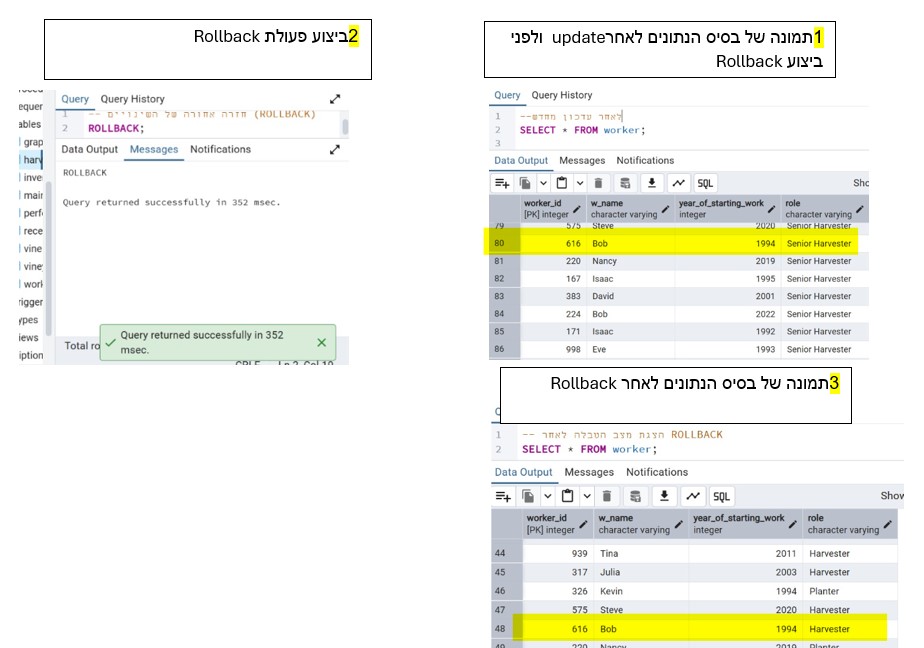 1תמונה של בסיס הנתונים לאחרupdate ולפני
ביצוע Rollback
Query Query History
1 --לאחר עדכון מחדש
2 SELECT * FROM worker;
3
Data Output Messages Notifications
SQL Sho
worker_id w_name year_of_starting_work role
[PK] integer character varying integer character varying
79 575 Steve 2020 Senior Harvester
80 616 Bob 1994 Senior Harvester
81 220 Nancy 2019 Senior Harvester
82 167 Isaac 1995 Senior Harvester
83 383 David 2001 Senior Harvester
84 224 Bob 2022 Senior Harvester
85 171 Isaac 1992 Senior Harvester
86 998 Eve 1993 Senior Harvester
2ביצוע פעולת Rollback
equer
ables
grap
harv
inve
main
perf
rece
vine
vine
work
rigger
ypes
iews
iption
Query Query History
1 -- חזרה אחורה של השינויים (ROLLBACK)
2 ROLLBACK;
Data Output Messages Notifications
ROLLBACK
Query returned successfully in 352 msec.
Total ro
Query returned successfully in 352
msec.
3תמונה של בסיס הנתונים לאחר Rollback
1 -- הצגת מצב הטבלה לאחר ROLLBACK
2 SELECT * FROM worker;
Data Output Messages Notifications
SQL Show
worker_id w_name year_of_starting_work role
[PK] integer character varying integer character varying
44 939 Tina 2011 Harvester
45 317 Julia 2003 Harvester
46 326 Kevin 1994 Planter
47 575 Steve 2020 Harvester
48 616 Bob 1994 Harvester
49 220 Nancy 2019 Planter